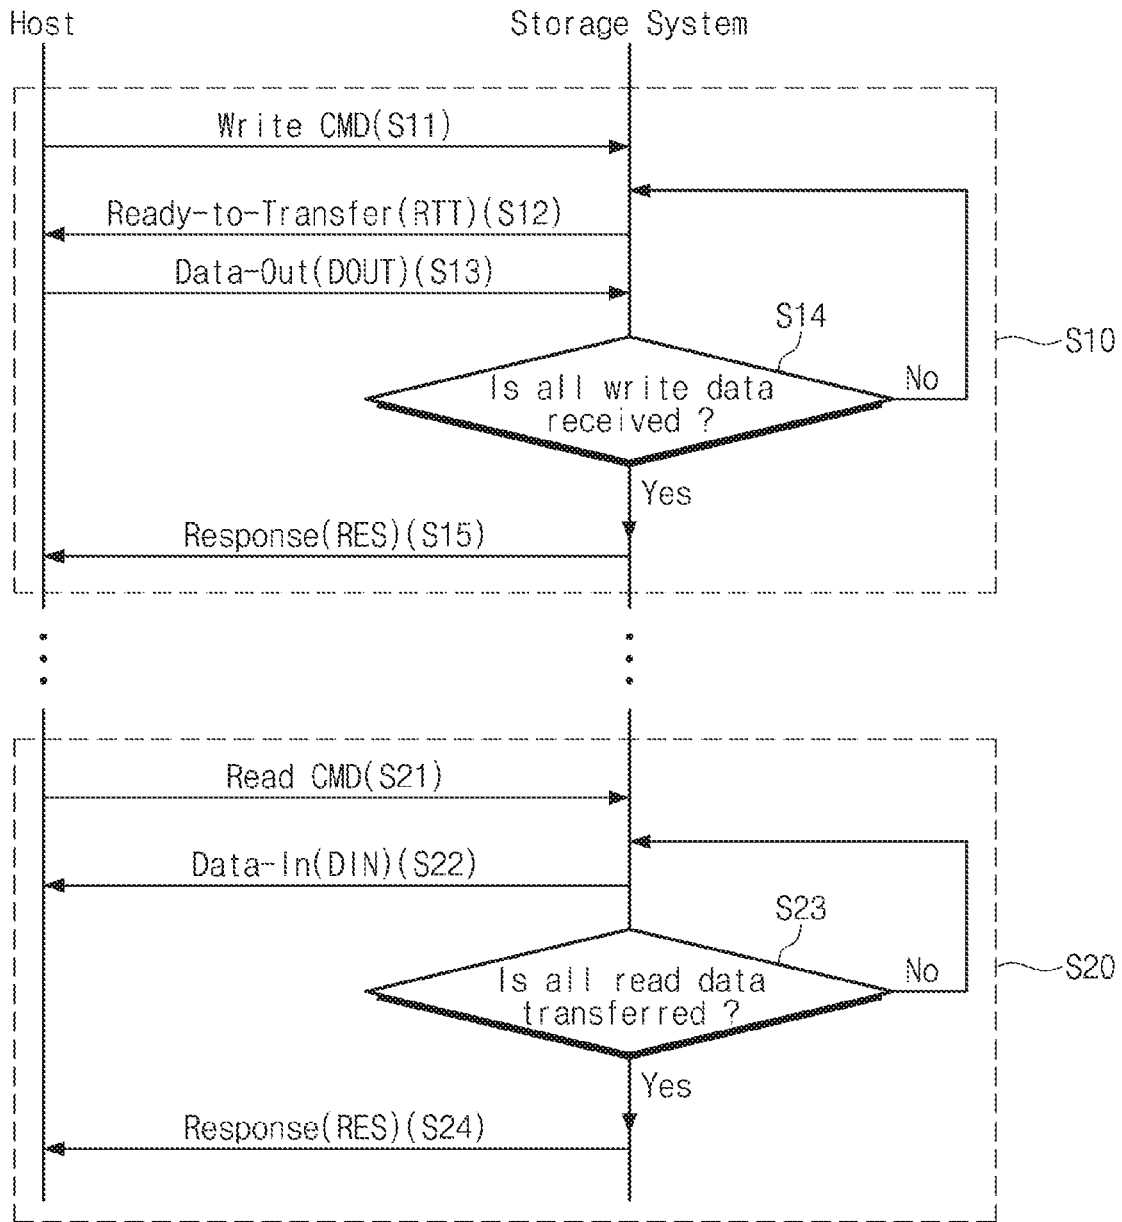 Host
Storage System
Write CMD(S11)
Ready-to-Transfer(RTT)(S12)
Data-Out(DOUT)(S13)
S14
S10
Is all write data
received ?
No
Yes
Response(RES)(S15)
Read CMD(S21)
Data-In(DIN)(S22)
S23
S20
Is all read data
transferred ?
No
Yes
Response(RES)(S24)